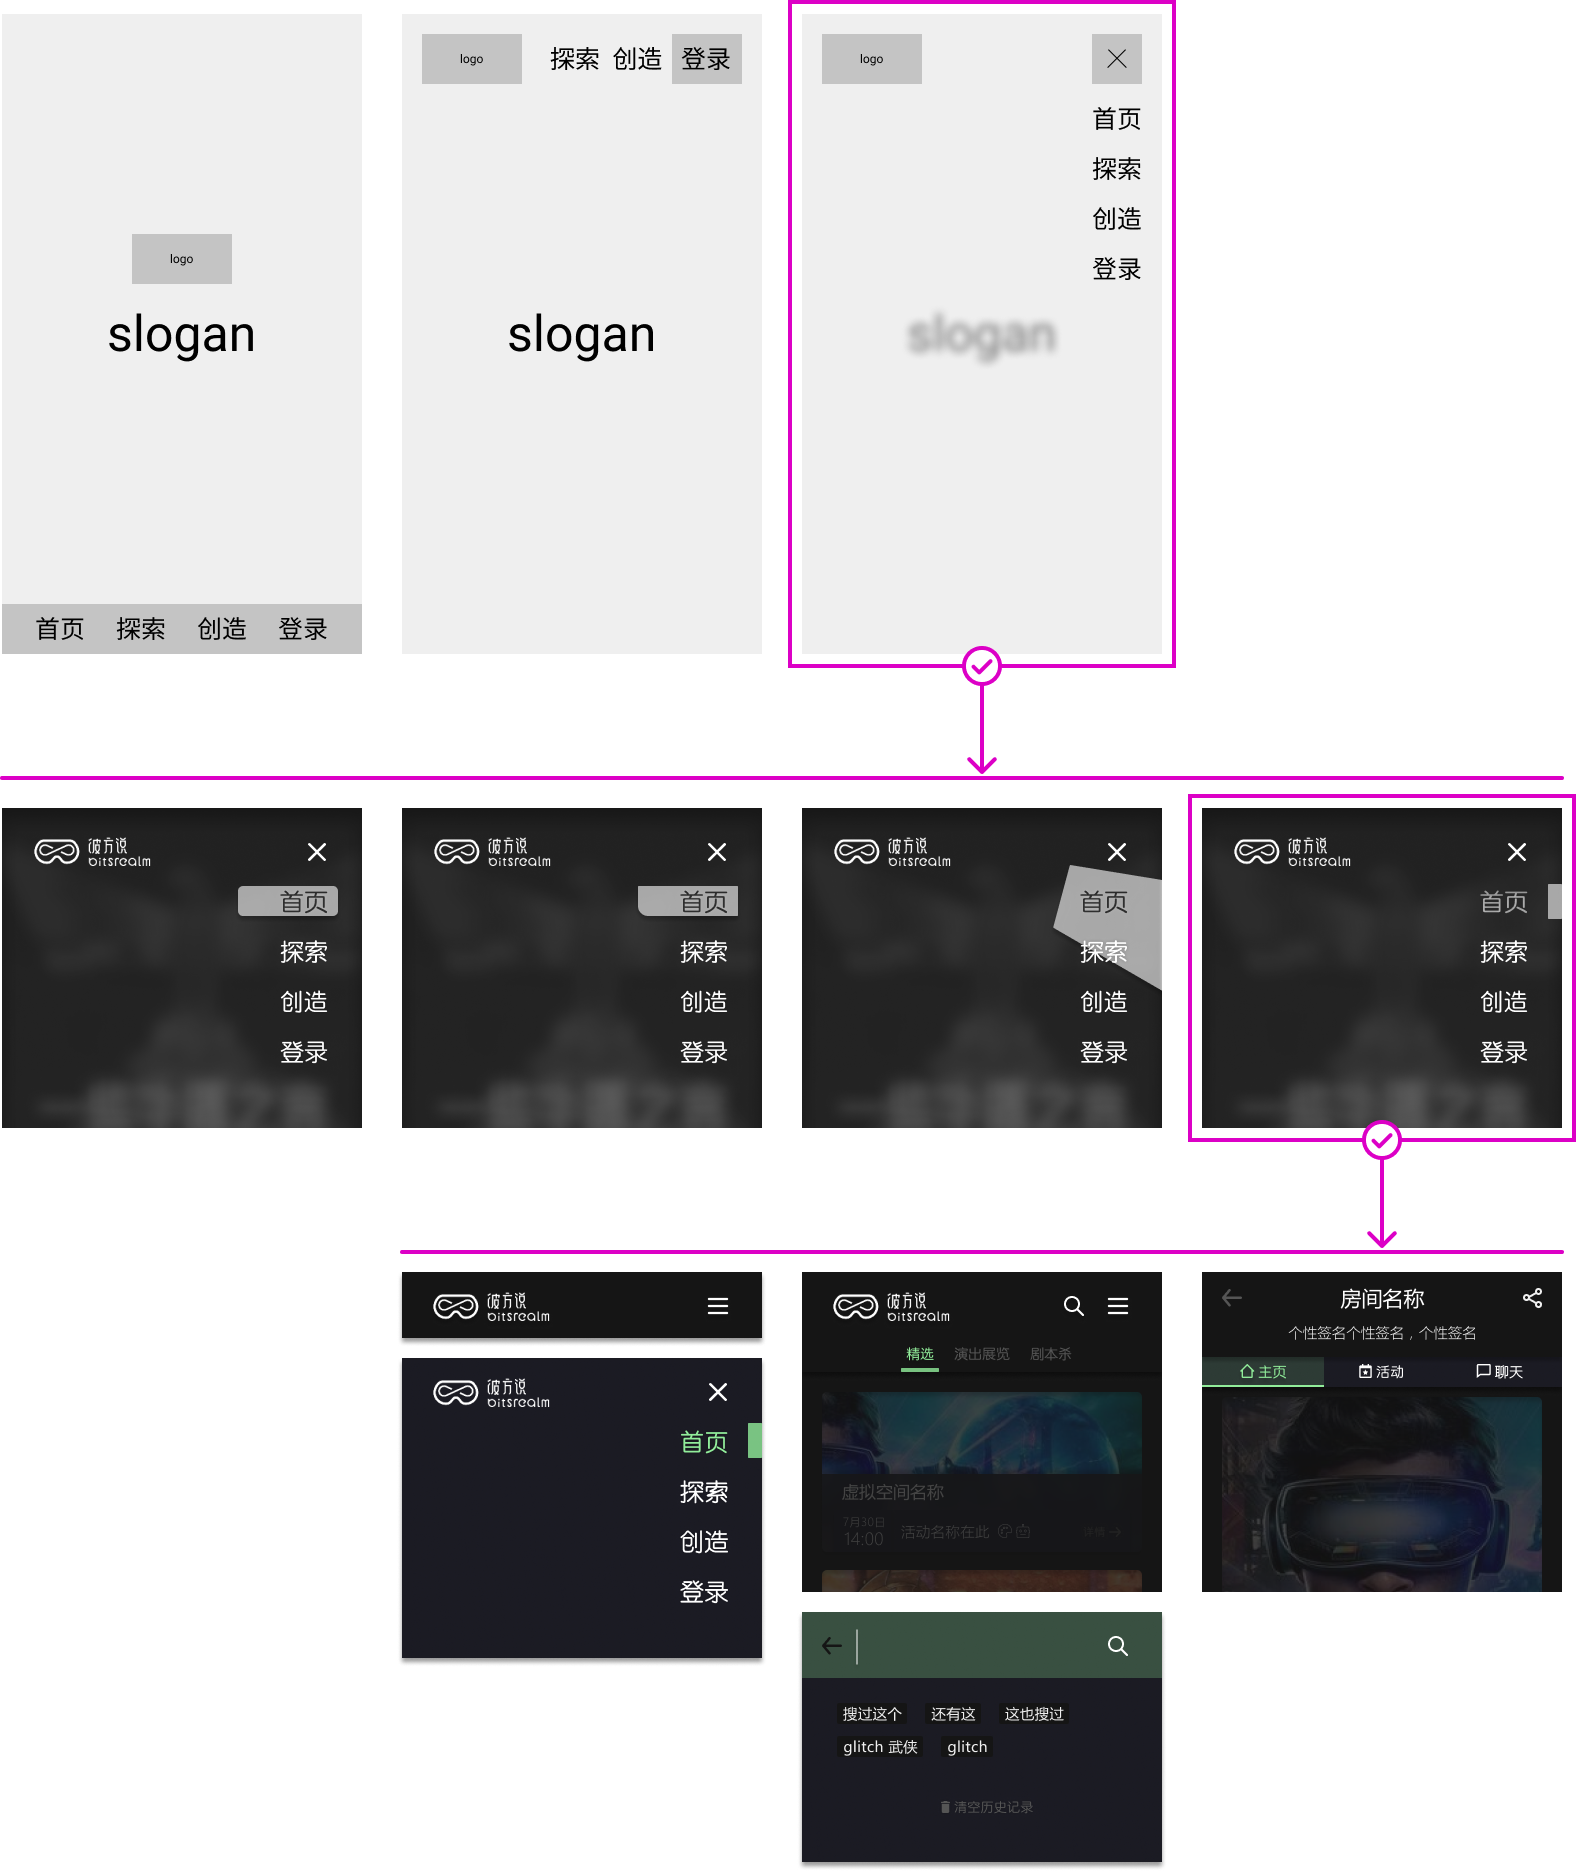 logo
slogan
首页 探索 创造 登录
logo 探索 创造 登录
slogan
logo
首页
探索
创造
登录
slogan
彼方说
bitsrealm
首页
探索
创造
登录
彼方说
bitsrealm
首页
探索
创造
登录
彼方说
bitsrealm
首页
探索
创造
登录
彼方说
bitsrealm
首页
探索
创造
登录
彼方说
bitsrealm
彼方说
bitsrealm
首页
探索
创造
登录
彼方说
bitsrealm
精选 演出展览 剧本杀
虚拟空间名称
7月30日
14:00 活动名称在此 详情
搜过这个 还有这 这也搜过
glitch 武侠 glitch
清空历史记录
房间名称
个性签名个性签名，个性签名
主页 活动 聊天